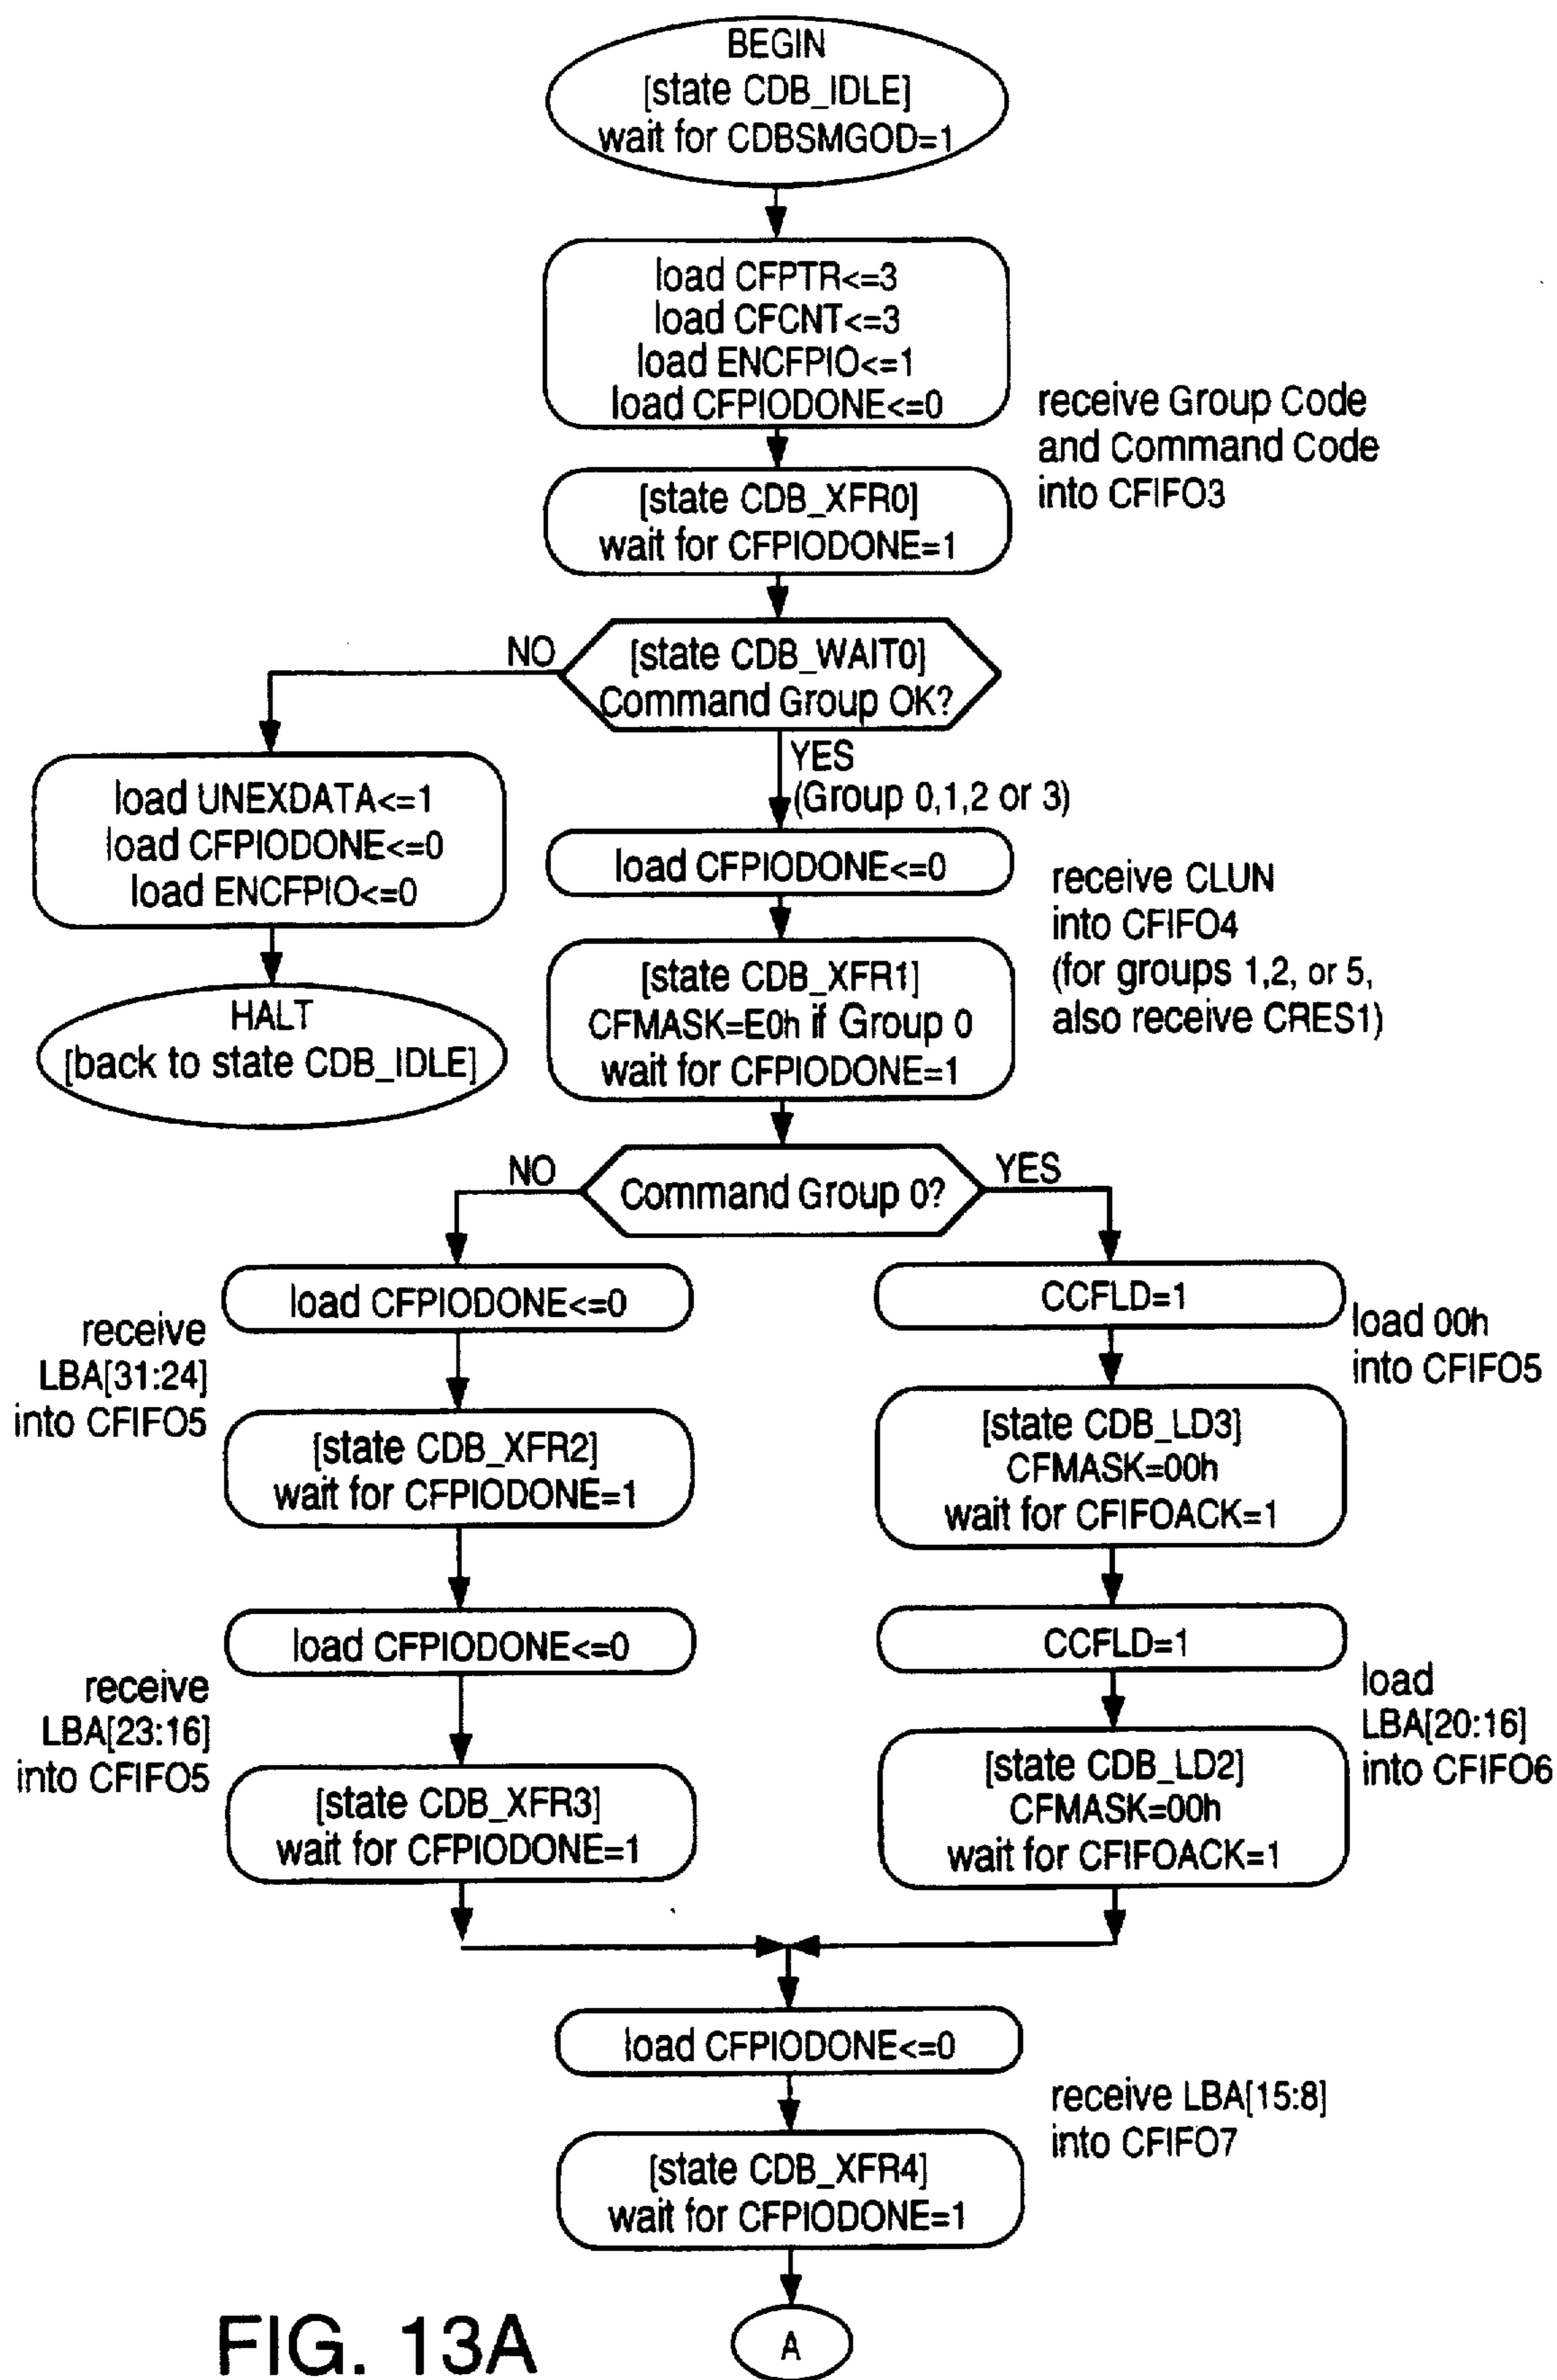 BEGIN
[state CDB_IDLE]
wait for CDBSMGOD=1
load CFPTR<=3
load CFCNT<=3
load ENCFPIO<=1
load CFPIODONE<=0
receive Group Code
and Command Code
into CFIFO3
[state CDB_XFR0]
wait for CFPIODONE=1
NO
[state CDB_WAIT0]
Command Group OK?
YES
(Group 0,1,2 or 3)
load UNEXDATA<=1
load CFPIODONE<=0
load ENCFPIO<=0
HALT
[back to state CDB_IDLE]
load CFPIODONE<=0
receive CLUN
into CFIFO4
(for groups 1,2, or 5,
also receive CRES1)
[state CDB_XFR1]
CFMASK=E0h if Group 0
wait for CFPIODONE=1
NO
Command Group 0?
YES
load CFPIODONE<=0
receive
LBA[31:24]
into CFIFO5
[state CDB_XFR2]
wait for CFPIODONE=1
load CFPIODONE<=0
receive
LBA[23:16]
into CFIFO5
[state CDB_XFR3]
wait for CFPIODONE=1
CCFLD=1
load 00h
into CFIFO5
[state CDB_LD3]
CFMASK=00h
wait for CFIFOACK=1
CCFLD=1
load
LBA[20:16]
into CFIFO6
[state CDB_LD2]
CFMASK=00h
wait for CFIFOACK=1
load CFPIODONE<=0
receive LBA[15:8]
into CFIFO7
[state CDB_XFR4]
wait for CFPIODONE=1
A
FIG. 13A